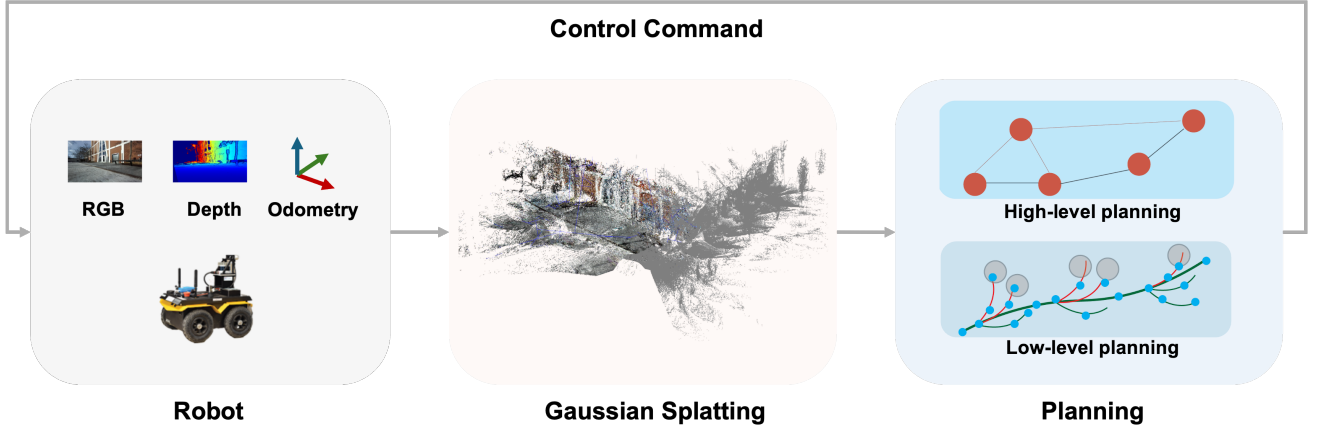 Control Command
RGB
Depth
Odometry
High-level planning
Low-level planning
Robot
Gaussian Splatting
Planning